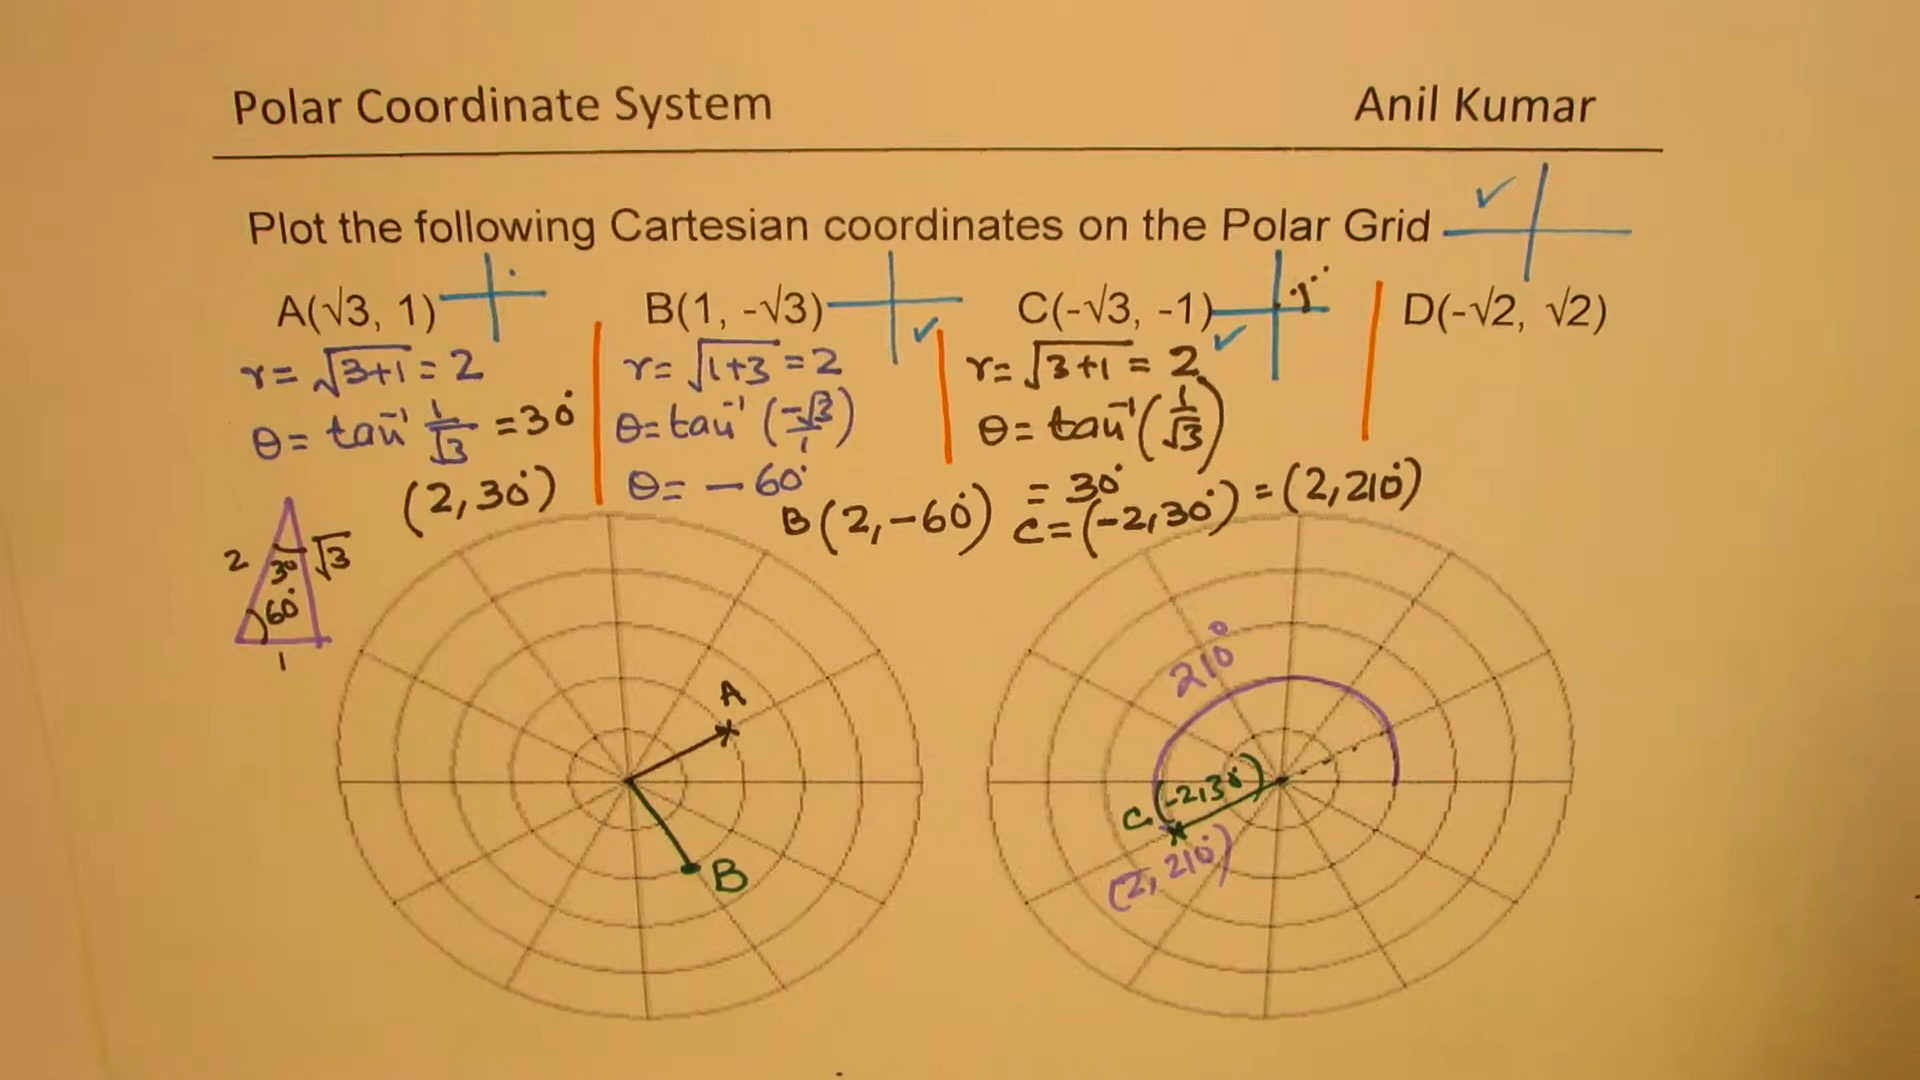 Polar Coordinate System Anil Kumar
Plot the following Cartesian coordinates on the Polar Grid
A(√3, 1) B(1, -√3) C(-√3, -1) D(-√2, √2)
r = √3+1 = 2
θ = tan⁻¹ 1/√3 = 30°
(2, 30°)
r = √1+3 = 2
θ = tan⁻¹ (-√3/1)
θ = - 60°
B (2, -60°)
r = √3+1 = 2
θ = tan⁻¹ (1/√3)
= 30°
C = (-2, 30°) = (2, 210°)
2 30 √3
60°
1
A
B
210°
C (-2, 30°)
(2, 210°)